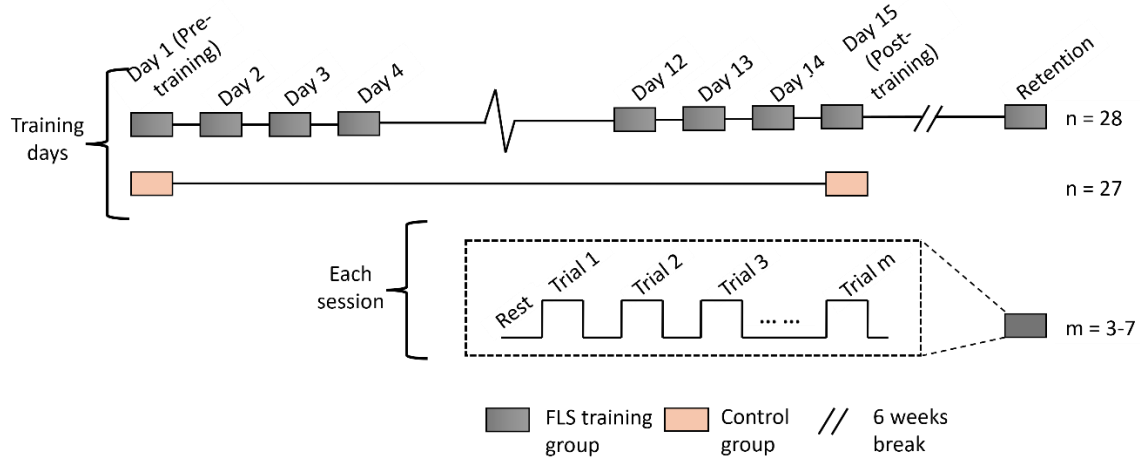 Day 1 (Pre-
training)
Day 2
Day 3
Day 4
Day 12
Day 13
Day 14
Day 15
(Post-
training)
Retention
Training
days
n = 28
n = 27
Each
session
Rest
Trial 1
Trial 2
Trial 3
... ...
Trial m
m = 3-7
FLS training
group
Control
group
6 weeks
break